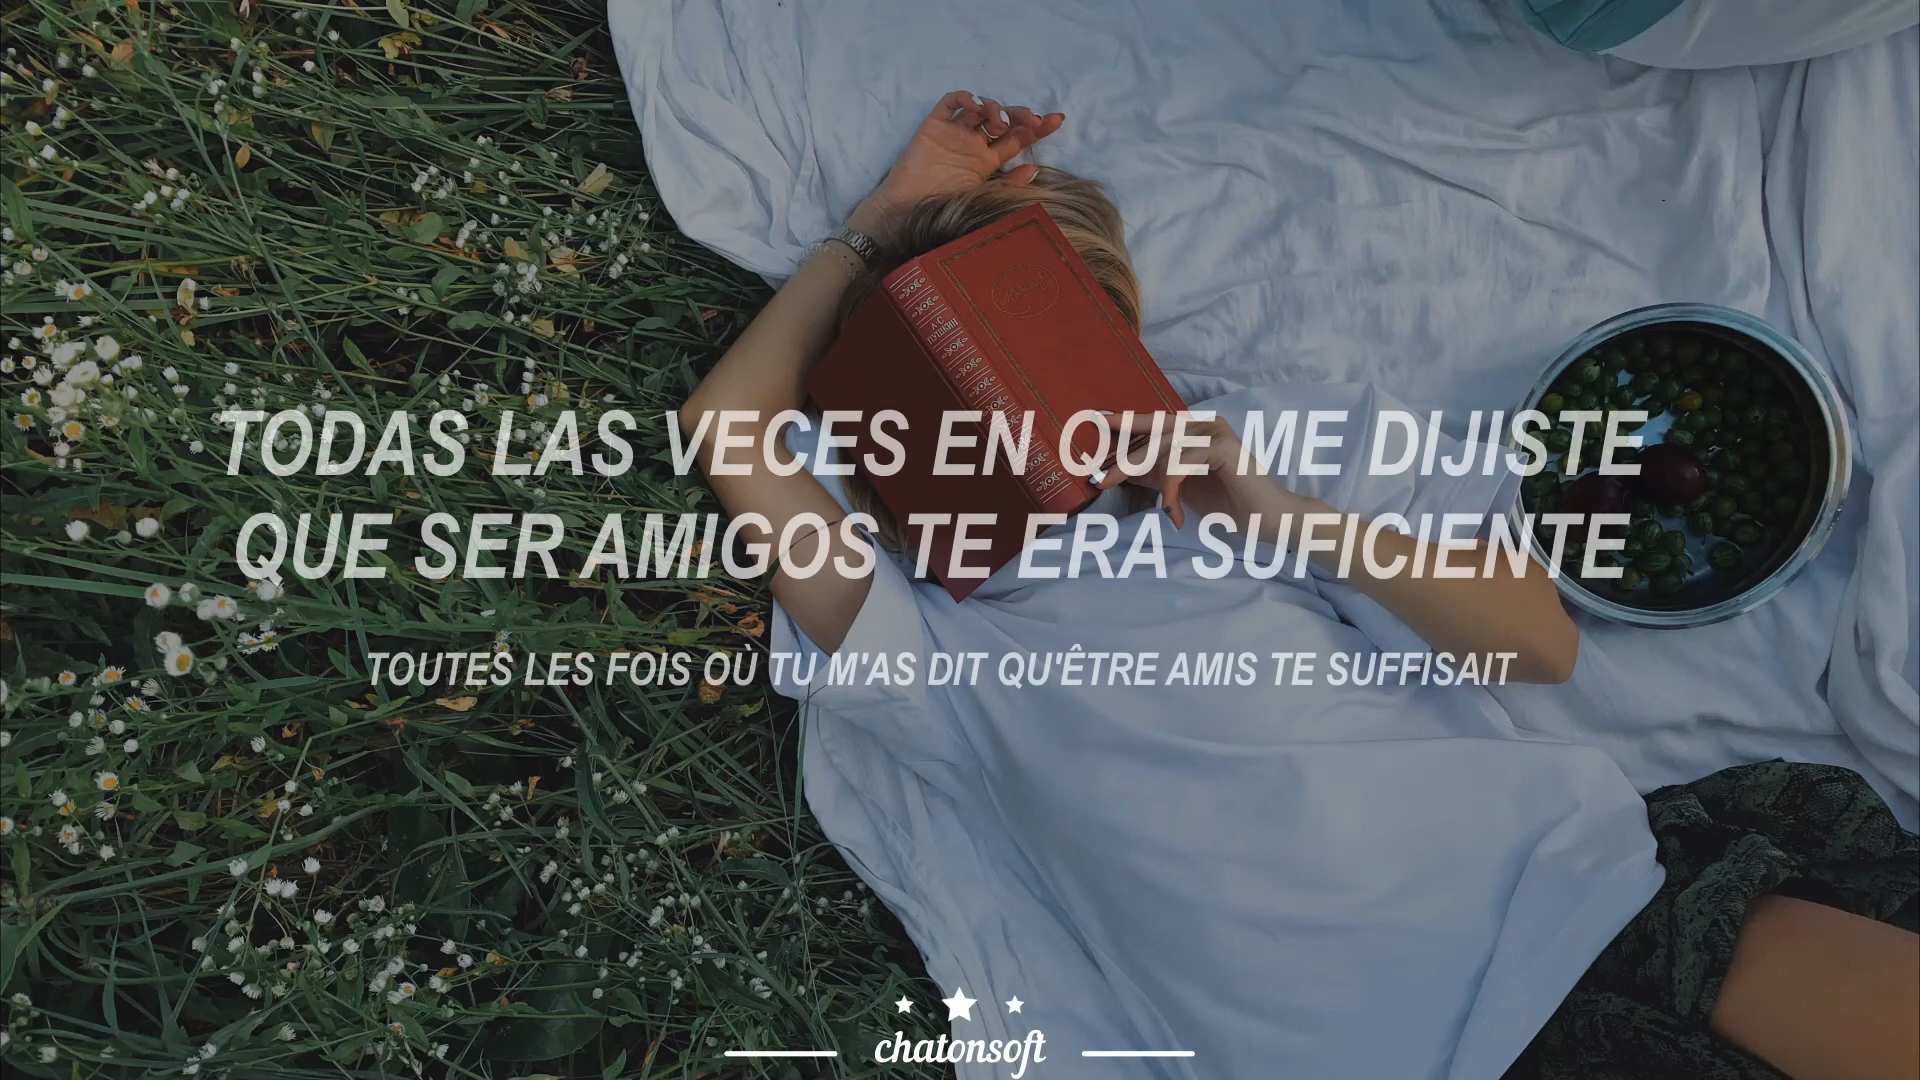 А.С.
ПУШКИН
TODAS LAS VECES EN QUE ME DIJISTE
QUE SER AMIGOS TE ERA SUFICIENTE
TOUTES LES FOIS OÙ TU M'AS DIT QU'ÊTRE AMIS TE SUFFISAIT
chatonsoft